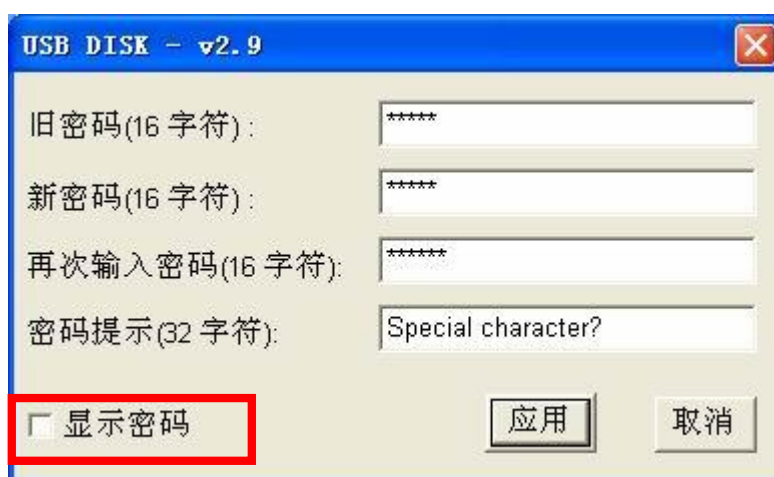 USB DISK - v2.9
旧密码(16 字符) : *****
新密码(16 字符) : *****
再次输入密码(16 字符): ******
密码提示(32 字符): Special character?
显示密码 应用 取消